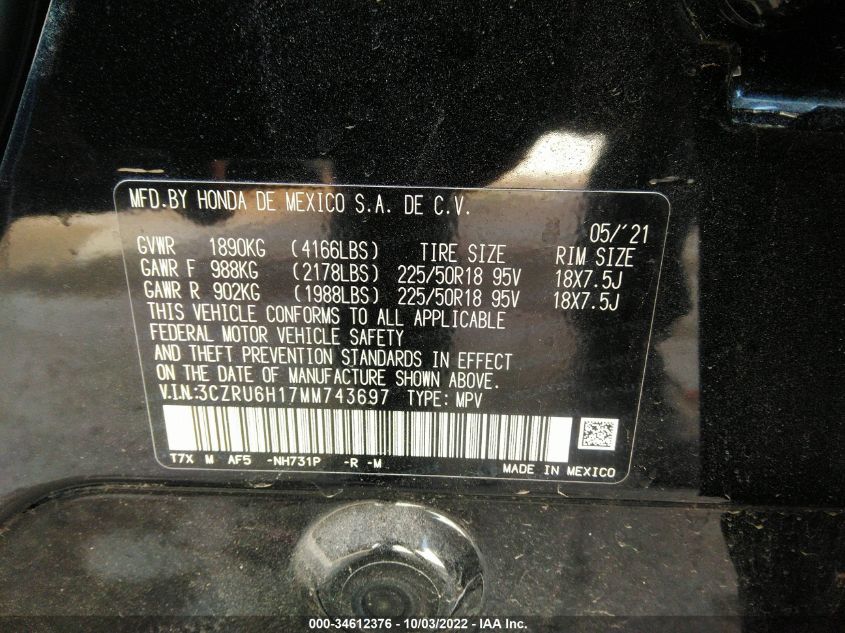 MFD.BY HONDA DE MEXICO S.A. DE C.V.
05/'21
GVWR 1890KG (4166LBS) TIRE SIZE RIM SIZE
GAWR F 988KG (2178LBS) 225/50R18 95V 18X7.5J
GAWR R 902KG (1988LBS) 225/50R18 95V 18X7.5J
THIS VEHICLE CONFORMS TO ALL APPLICABLE
FEDERAL MOTOR VEHICLE SAFETY
AND THEFT PREVENTION STANDARDS IN EFFECT
ON THE DATE OF MANUFACTURE SHOWN ABOVE.
V.I.N.:3CZRU6H17MM743697 TYPE: MPV
T7X M AF5 -NH731P -R -M
MADE IN MEXICO
000-34612376 - 10/03/2022 - IAA Inc.